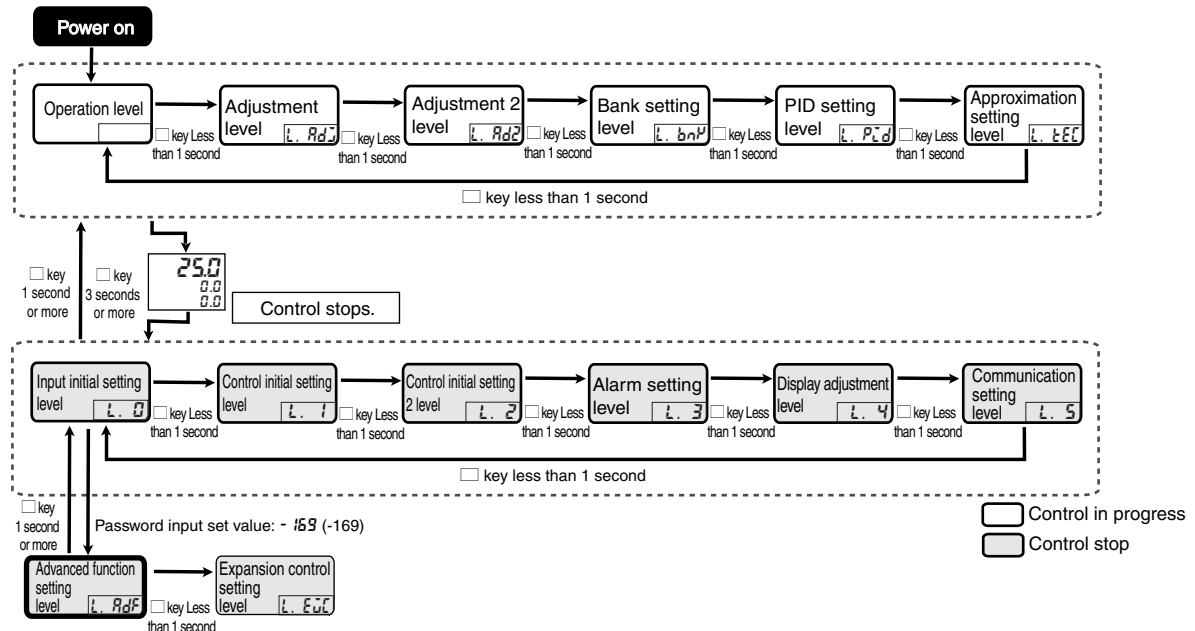 Power on
Operation level
Adjustment
level
L. AdJ
Adjustment 2
level
L. Ad2
Bank setting
level
L. bnK
PID setting
level
L. PId
Approximation
setting
level
L. tEC
□ key Less
than 1 second
□ key Less
than 1 second
□ key Less
than 1 second
□ key Less
than 1 second
□ key Less
than 1 second
□ key less than 1 second
□ key
1 second
or more
□ key
3 seconds
or more
25.0
0.0
0.0
Control stops.
Input initial setting
level
L. 0
Control initial setting
level
L. 1
Control initial setting
2 level
L. 2
Alarm setting
level
L. 3
Display adjustment
level
L. 4
Communication
setting
level
L. 5
□ key Less
than 1 second
□ key Less
than 1 second
□ key Less
than 1 second
□ key Less
than 1 second
□ key Less
than 1 second
□ key less than 1 second
□ key
1 second
or more
Password input set value: -169 (-169)
Control in progress
Control stop
Advanced function
setting
level
L. AdF
□ key Less
than 1 second
Expansion control
setting
level
L. EXC